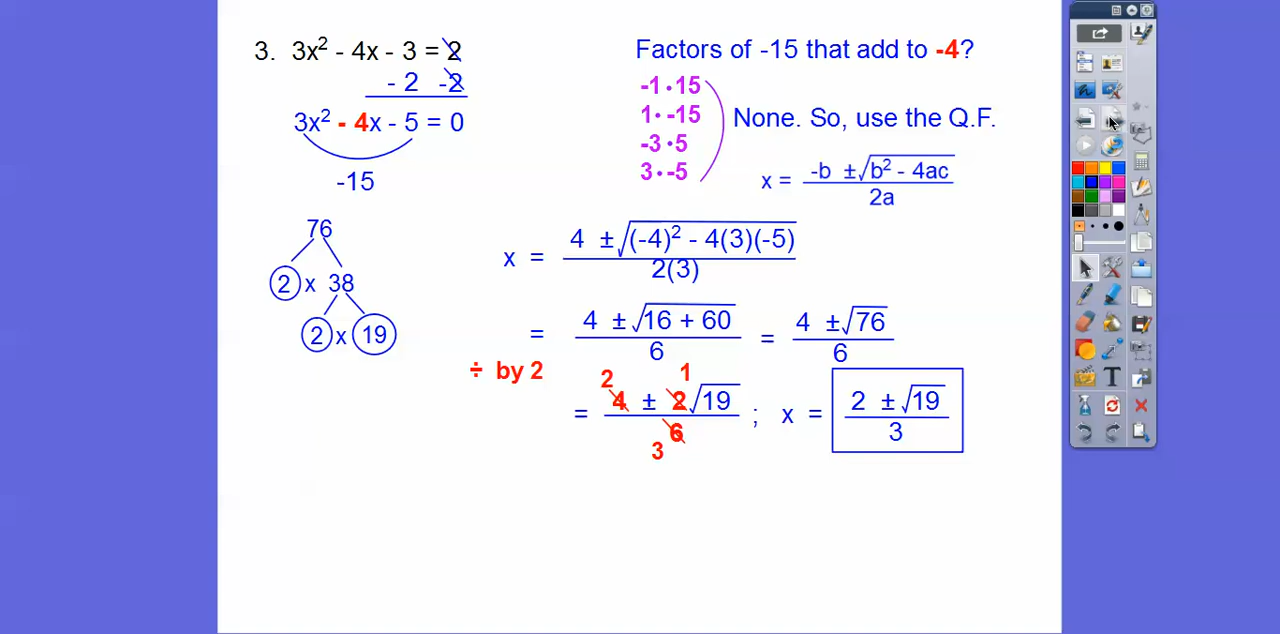 3. 3x² - 4x - 3 = 2
- 2 -2
3x² - 4x - 5 = 0
-15
Factors of -15 that add to -4?
-1 • 15
1 • -15
-3 • 5
3 • -5
None. So, use the Q.F.
x = -b ±√b² - 4ac
2a
76
2 x 38
2 x 19
x = 4 ±√(-4)² - 4(3)(-5)
2(3)
= 4 ±√16 + 60
6
= 4 ±√76
6
÷ by 2
2 1
= 4 ± 2√19 ; x = 2 ±√19
6 3
3
T